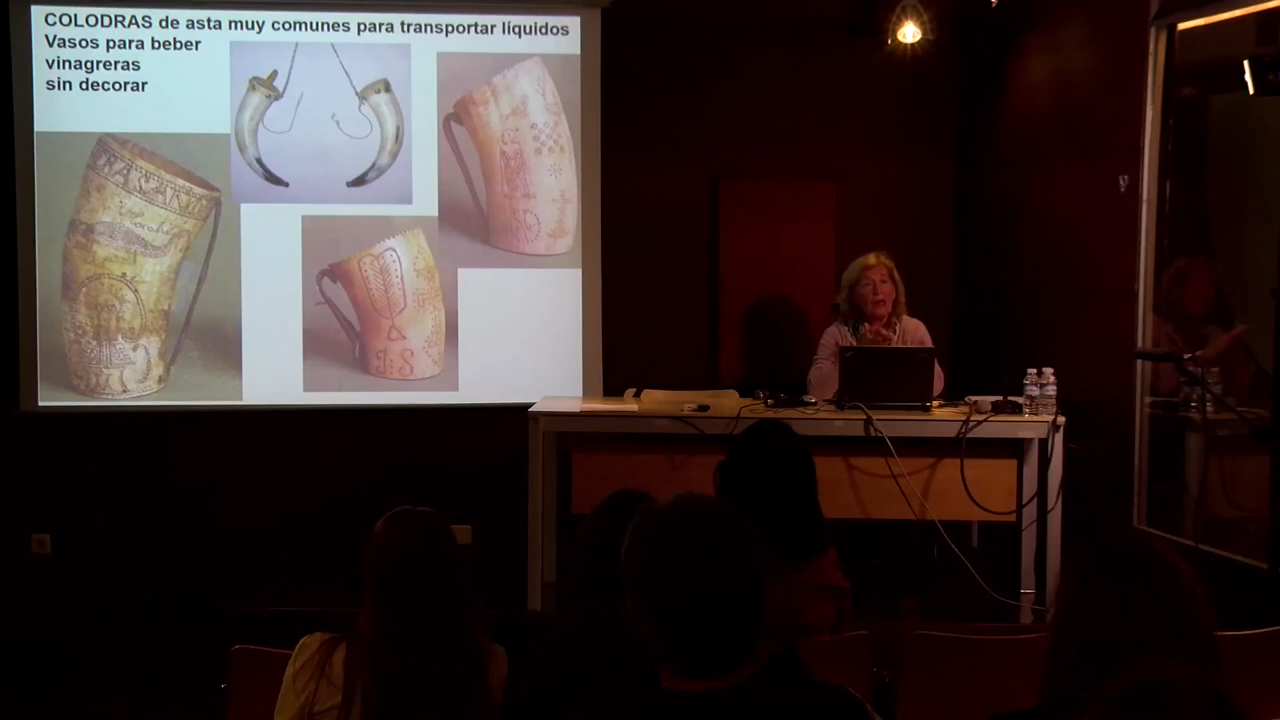 COLODRAS de asta muy comunes para transportar líquidos
Vasos para beber
vinagreras
sin decorar
J:S